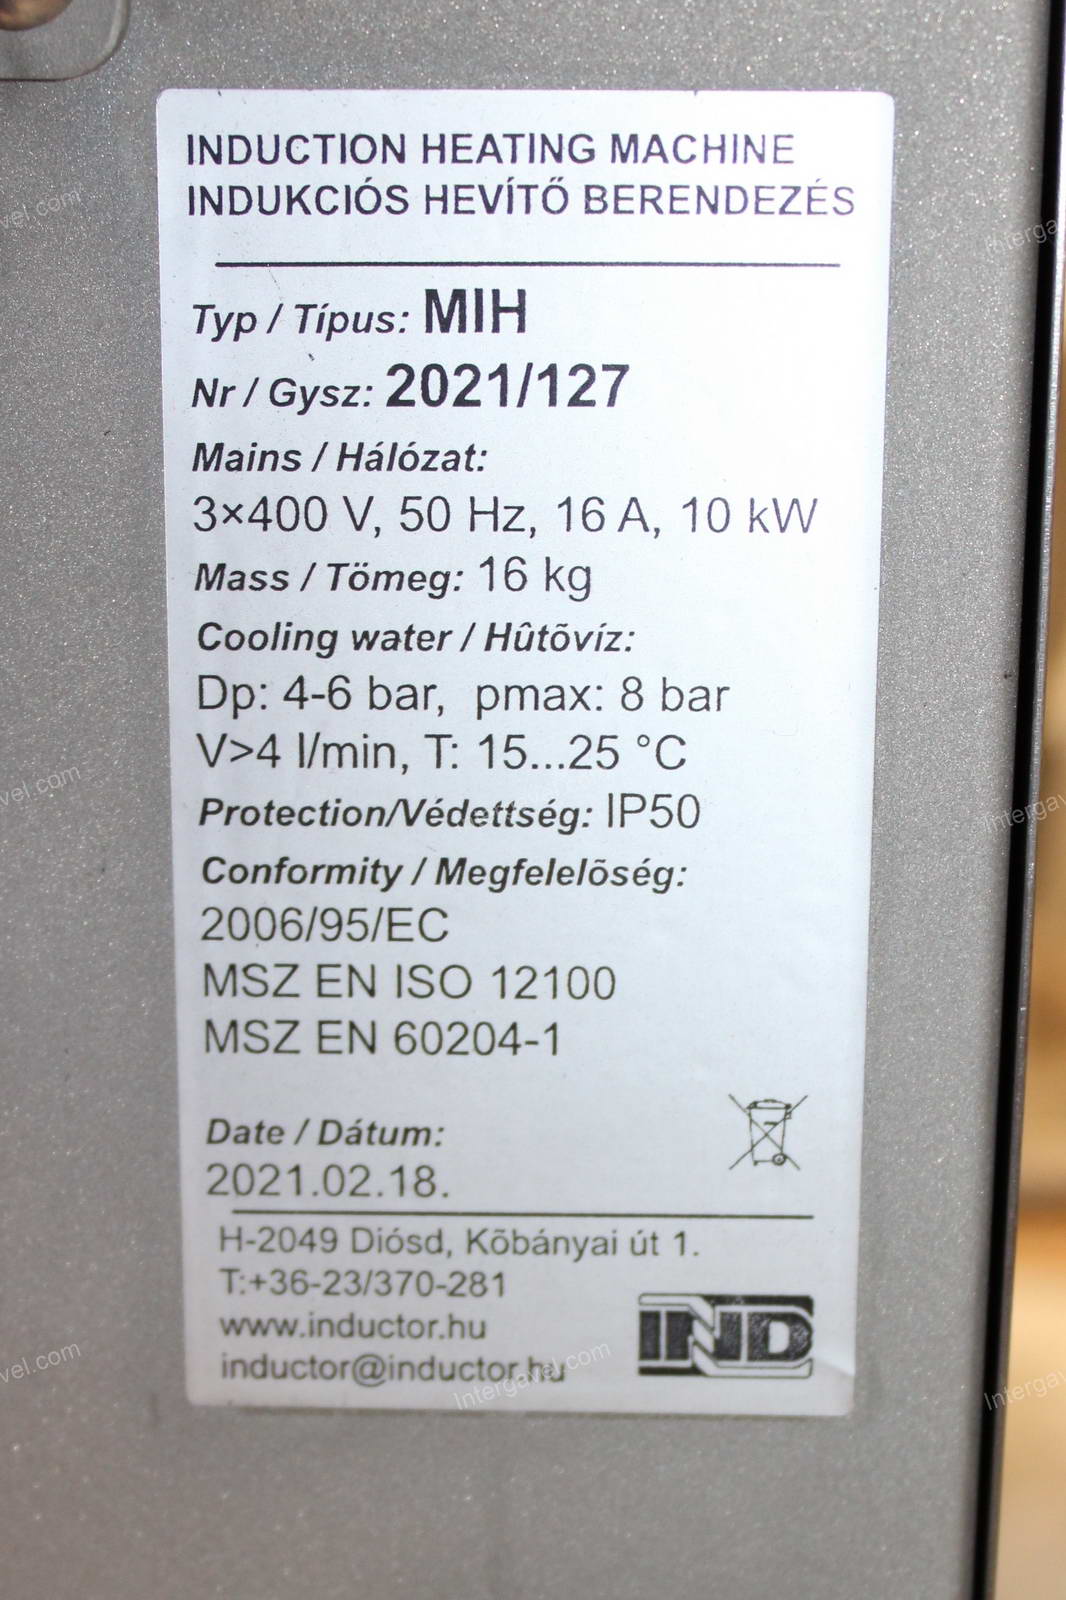 INDUCTION HEATING MACHINE
INDUKCIÓS HEVÍTŐ BERENDEZÉS
Typ / Típus: MIH
Nr / Gysz: 2021/127
Mains / Hálózat:
3×400 V, 50 Hz, 16 A, 10 kW
Mass / Tömeg: 16 kg
Cooling water / Hûtõvíz:
Dp: 4-6 bar, pmax: 8 bar
V>4 l/min, T: 15...25 °C
Protection/Védettség: IP50
Conformity / Megfelelõség:
2006/95/EC
MSZ EN ISO 12100
MSZ EN 60204-1
Date / Dátum:
2021.02.18.
H-2049 Diósd, Kõbányai út 1.
T:+36-23/370-281
www.inductor.hu
inductor@inductor.hu
IND
Intergavel.com